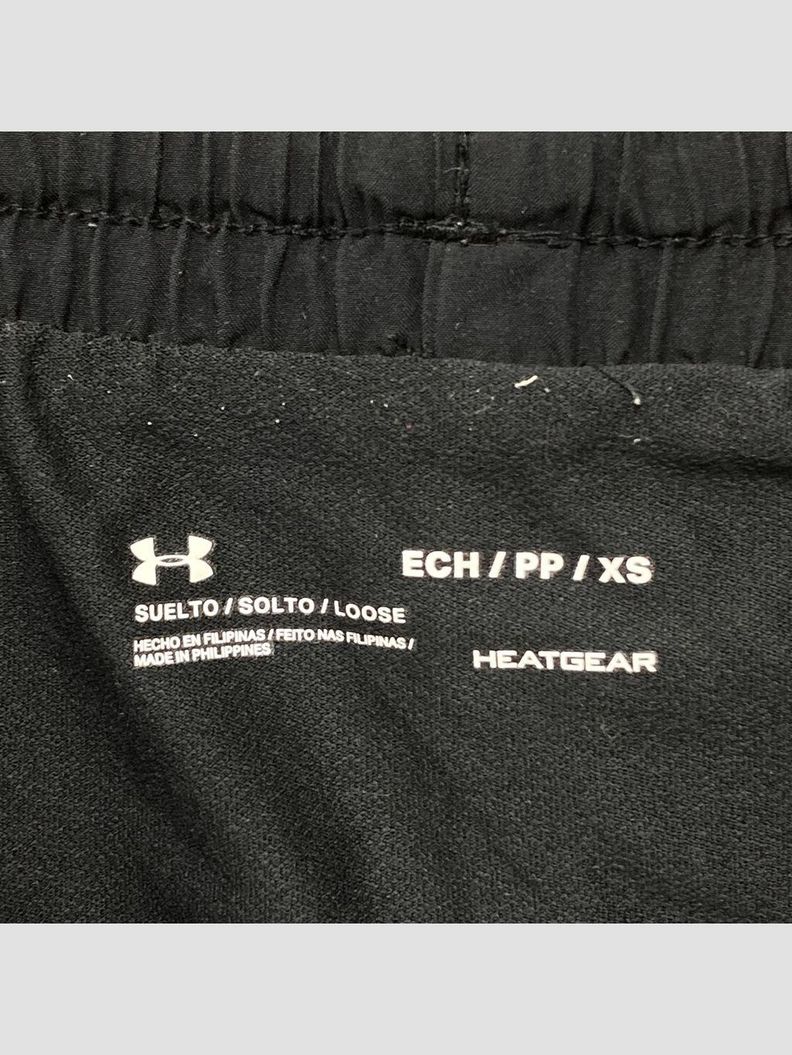 ECH / PP / XS
SUELTO / SOLTO / LOOSE
HECHO EN FILIPINAS / FEITO NAS FILIPINAS /
MADE IN PHILIPPINES
HEATGEAR